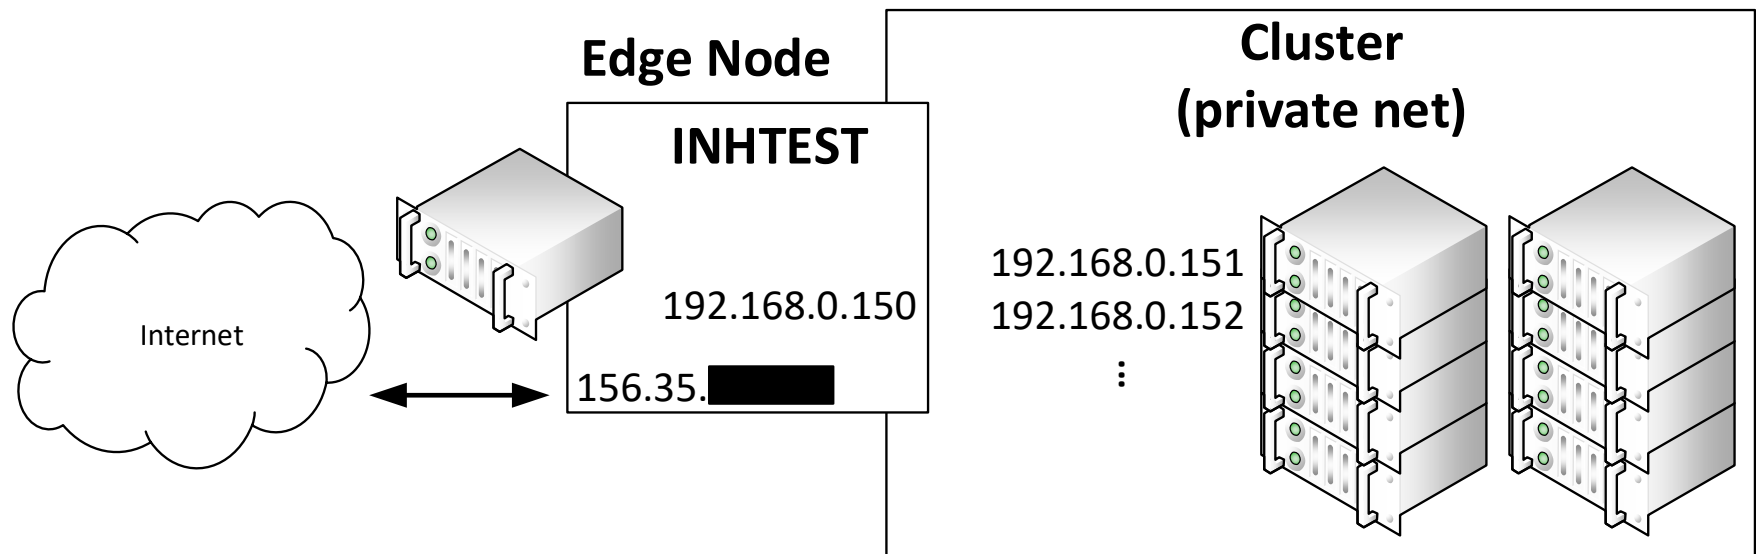 Edge Node
INHTEST
192.168.0.150
156.35.
Internet
Cluster
(private net)
192.168.0.151
192.168.0.152
...